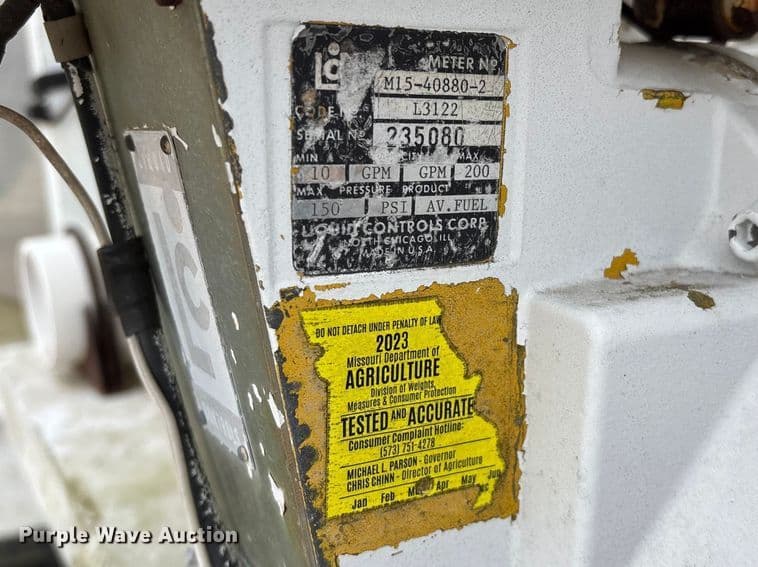 LC
METER Nº
M15-40880-2
CODE
L3122
SERIAL Nº 235080
MIN MAX
10 GPM GPM 200
MAX PRESSURE PRODUCT
150 PSI AV.FUEL
LIQUID CONTROLS CORP.
NORTH CHICAGO, ILL.
MADE IN U.S.A.
DO NOT DETACH UNDER PENALTY OF LAW
2023
Missouri Department of
AGRICULTURE
Division of Weights,
Measures & Consumer Protection
TESTED AND ACCURATE
Consumer Complaint Hotline:
(573) 751-4278
MICHAEL L. PARSON - Governor
CHRIS CHINN - Director of Agriculture
Jan Feb Apr May Jun
Purple Wave Auction